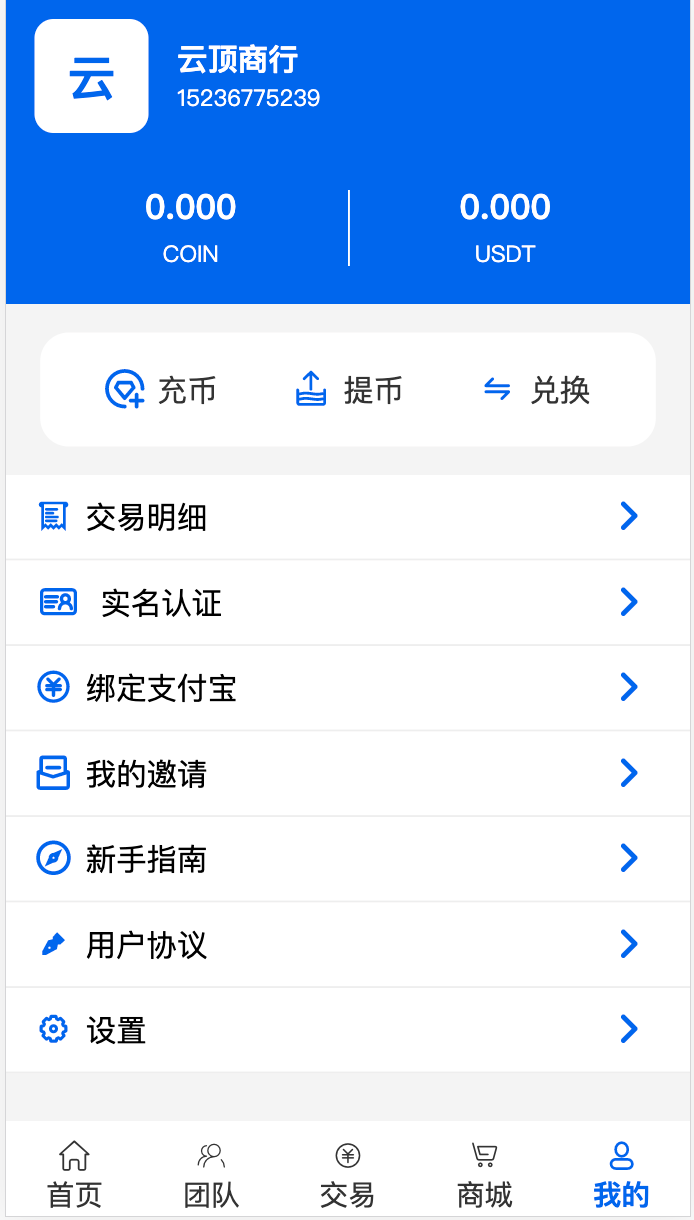 云
云顶商行
15236775239
0.000
0.000
COIN
USDT
充币
提币
兑换
交易明细
实名认证
绑定支付宝
我的邀请
新手指南
用户协议
设置
首页
团队
交易
商城
我的